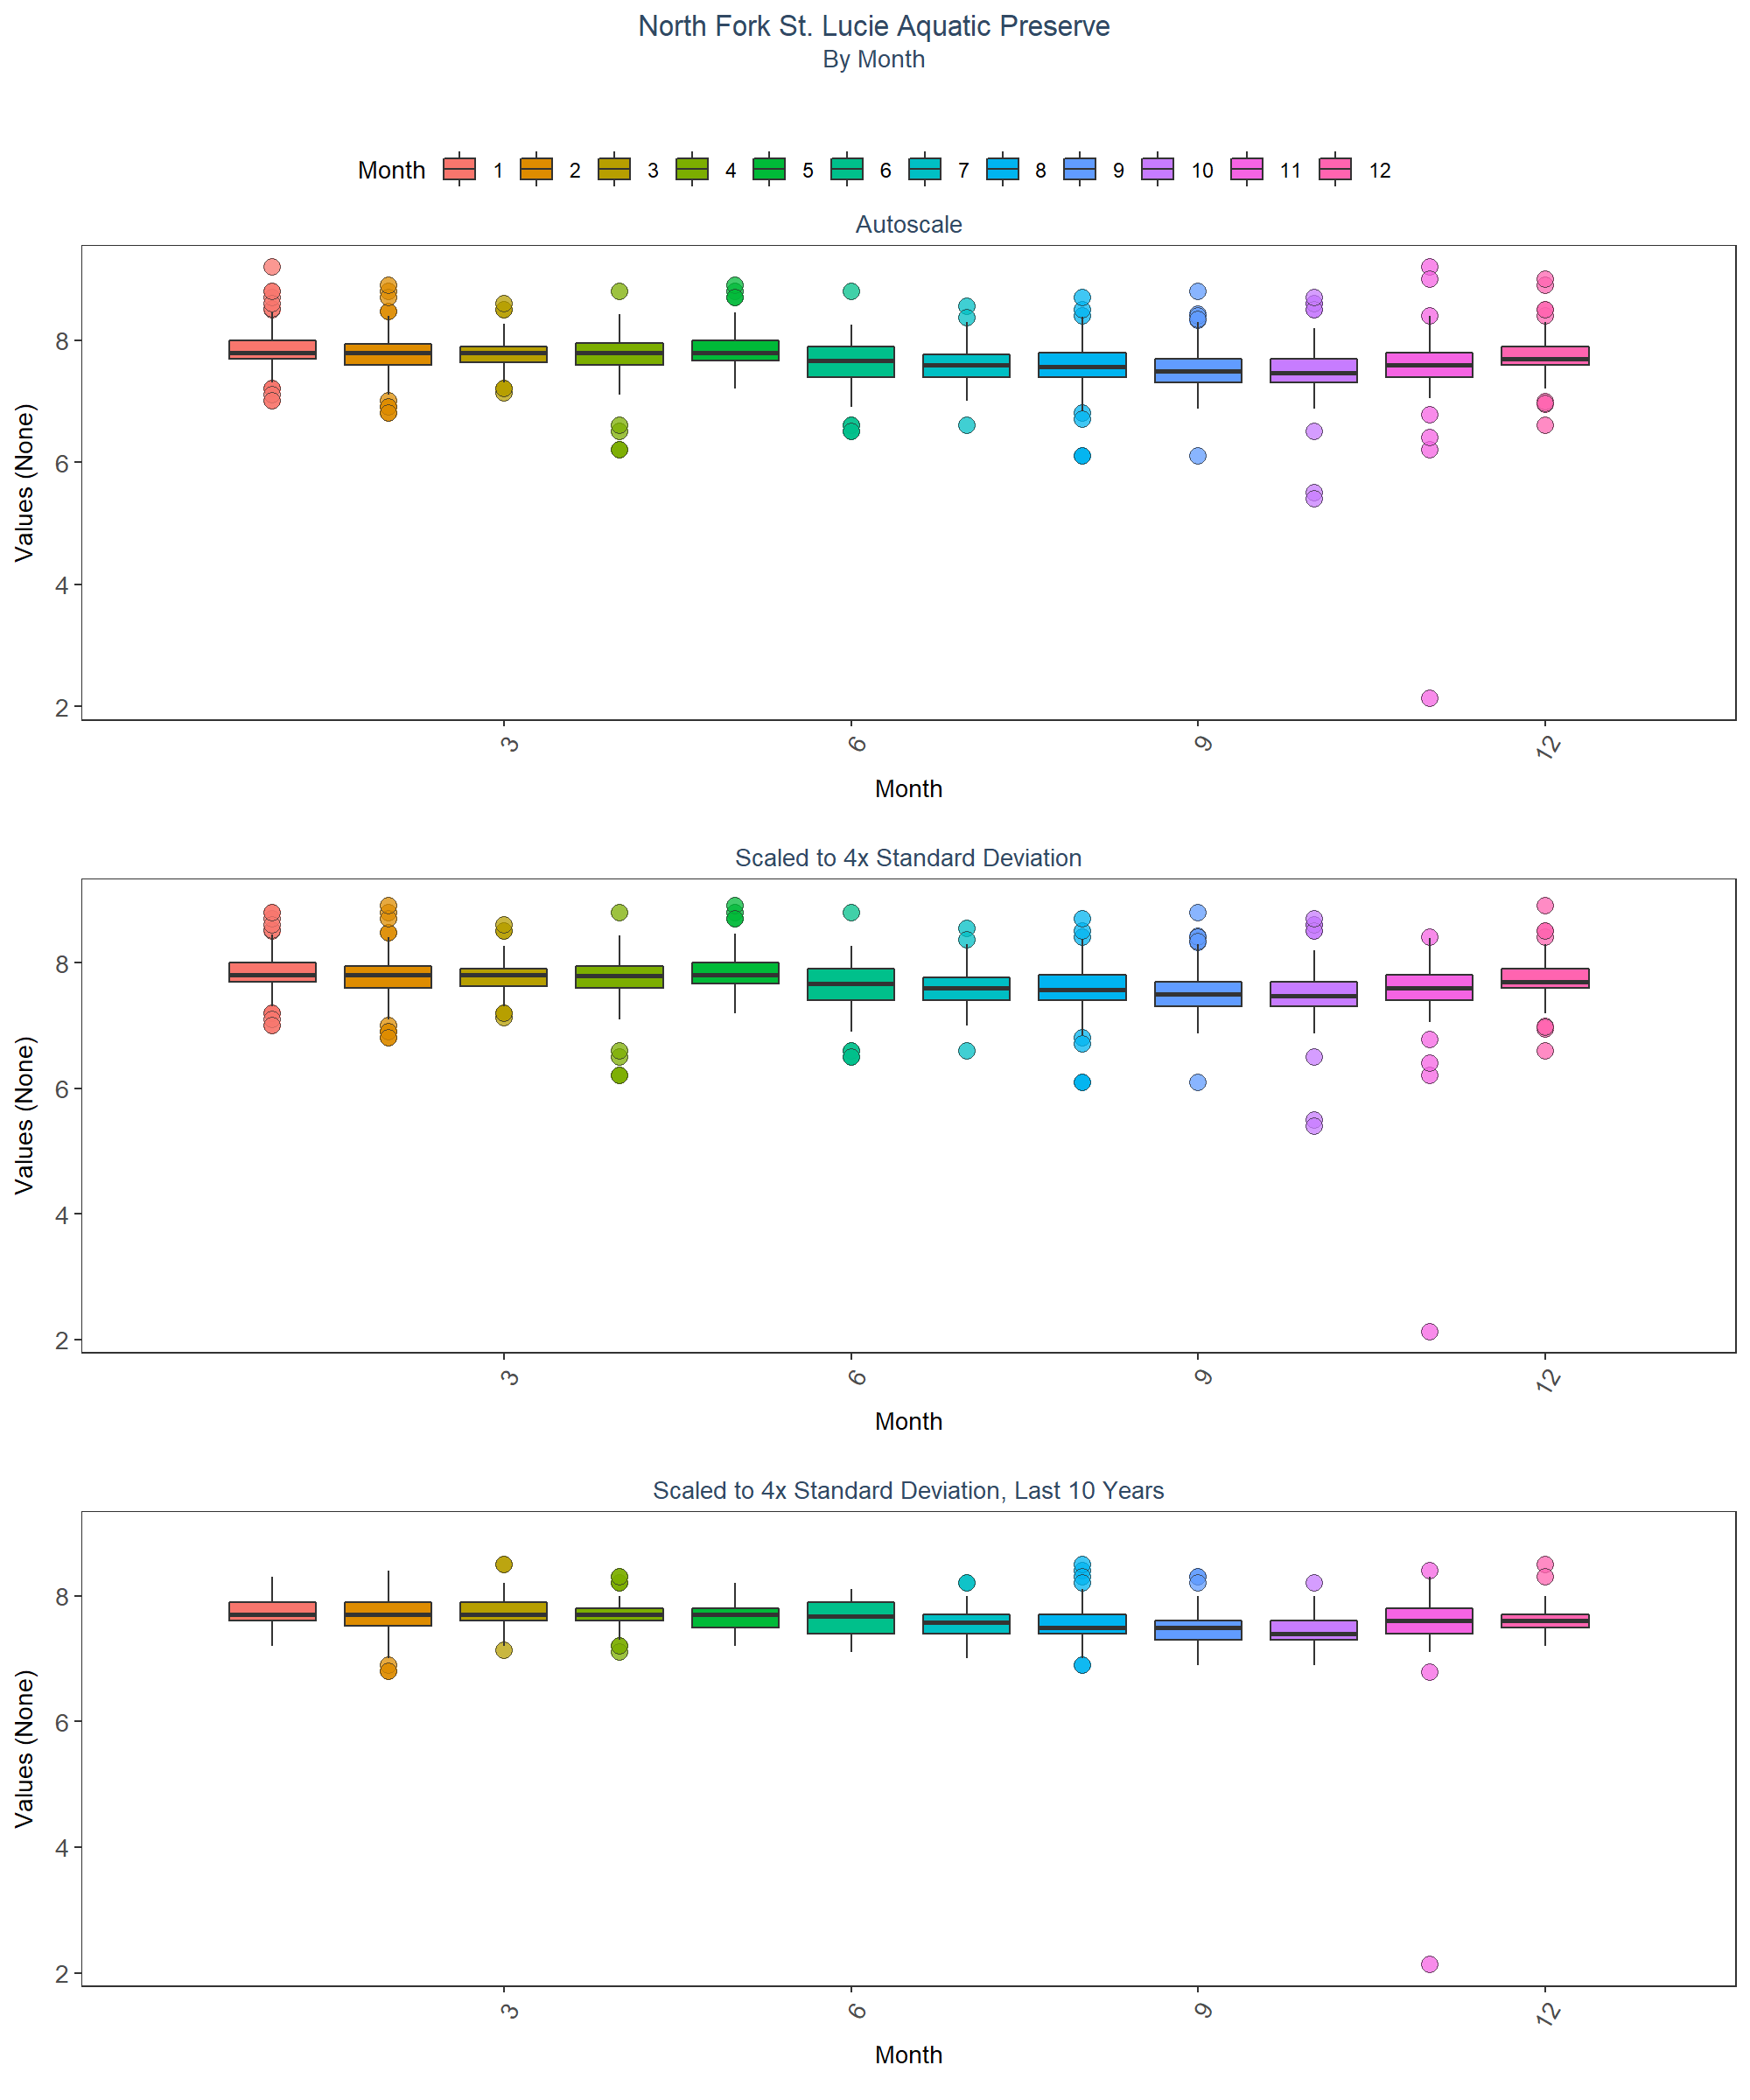 North Fork St. Lucie Aquatic Preserve
By Month
Month 1 2 3 4 5 6 7 8 9 10 11 12
Autoscale
Values (None)
8
6
4
2
3 6 9 12
Month
Scaled to 4x Standard Deviation
Values (None)
8
6
4
2
3 6 9 12
Month
Scaled to 4x Standard Deviation, Last 10 Years
Values (None)
8
6
4
2
3 6 9 12
Month